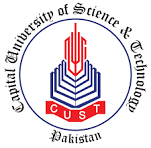 Capital University of Science & Technology
CUST
Pakistan